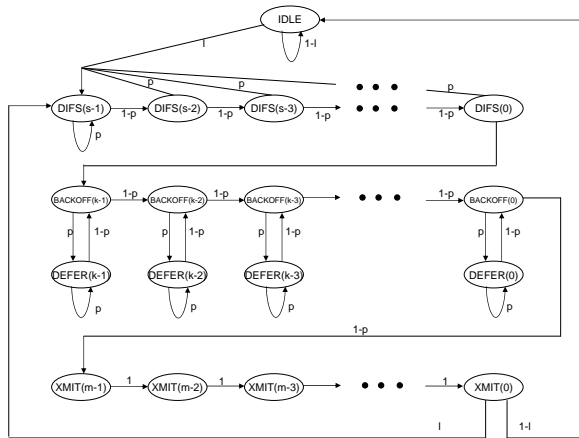 IDLE
l
1-l
p p p p
DIFS(s-1) 1-p DIFS(s-2) 1-p DIFS(s-3) 1-p 1-p DIFS(0)
p
BACKOFF(k-1) 1-p BACKOFF(k-2) 1-p BACKOFF(k-3) 1-p BACKOFF(0)
p 1-p p 1-p p 1-p p 1-p
DEFER(k-1) DEFER(k-2) DEFER(k-3) DEFER(0)
p p p p
1-p
XMIT(m-1) 1 XMIT(m-2) 1 XMIT(m-3) 1 XMIT(0)
l 1-l